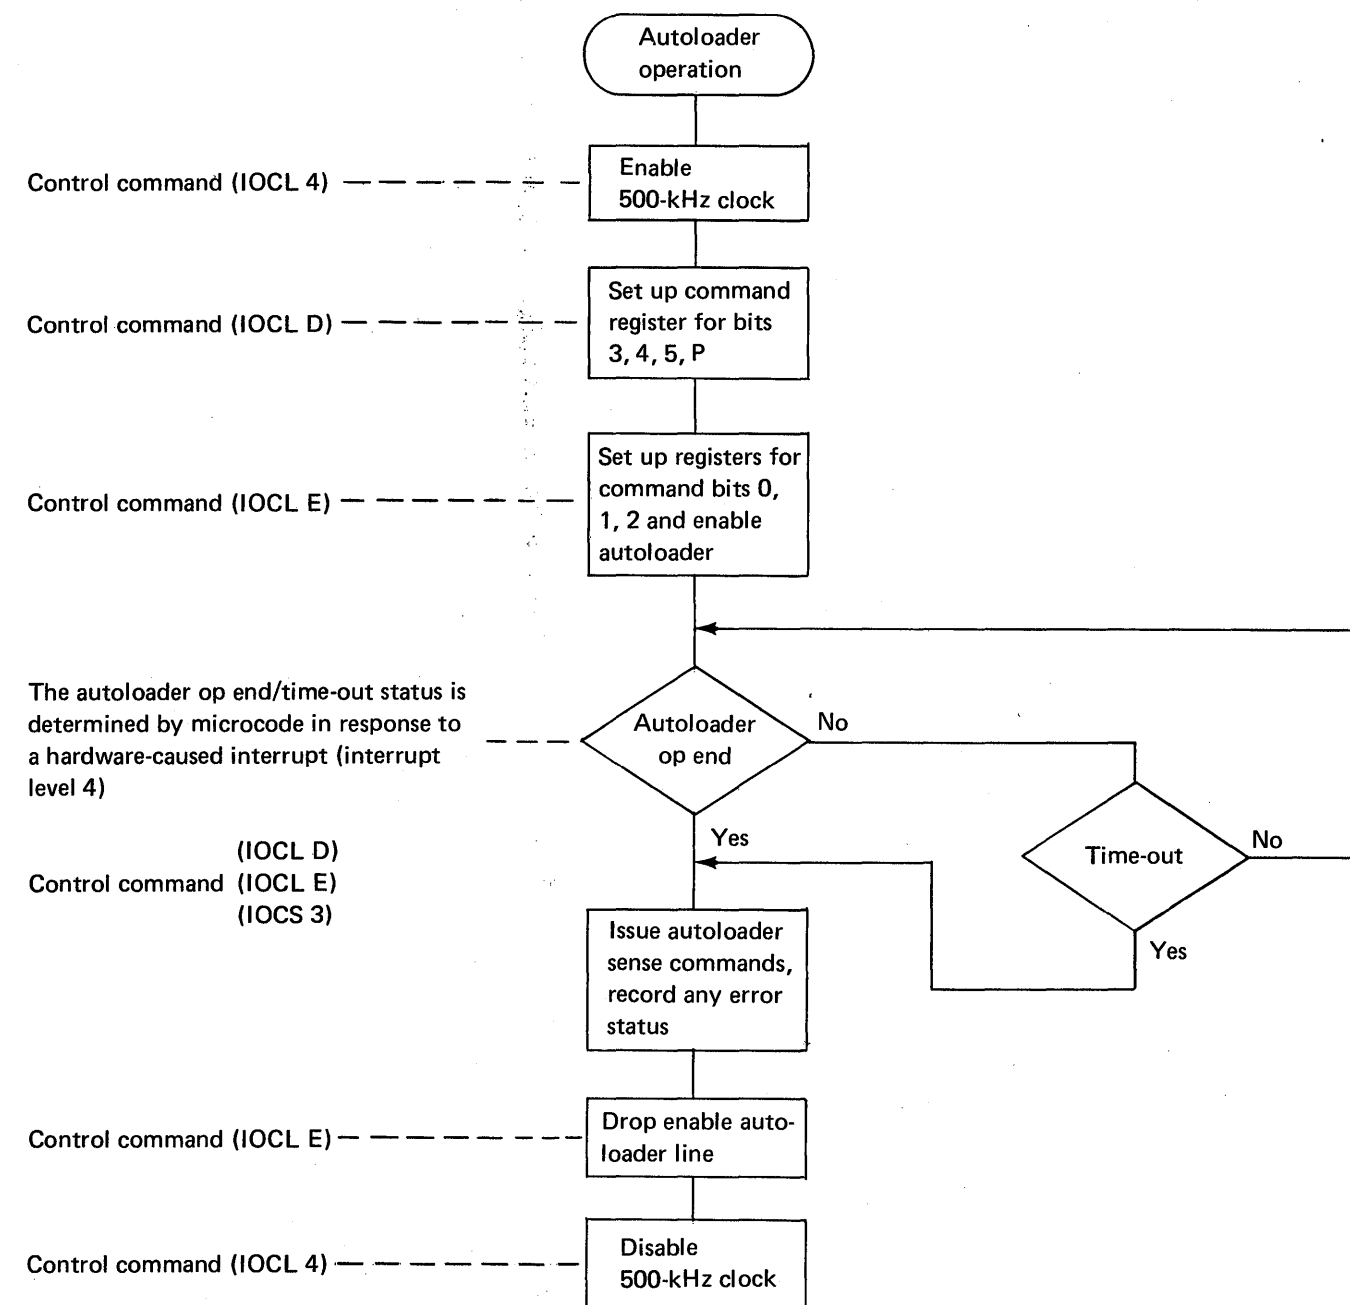 Autoloader
operation
Control command (IOCL 4)
Enable
500-kHz clock
Control command (IOCL D)
Set up command
register for bits
3, 4, 5, P
Control command (IOCL E)
Set up registers for
command bits 0,
1, 2 and enable
autoloader
The autoloader op end/time-out status is
determined by microcode in response to
a hardware-caused interrupt (interrupt
level 4)
Autoloader
op end
No
Yes
Time-out
No
Yes
(IOCL D)
Control command (IOCL E)
(IOCS 3)
Issue autoloader
sense commands,
record any error
status
Control command (IOCL E)
Drop enable auto-
loader line
Control command (IOCL 4)
Disable
500-kHz clock